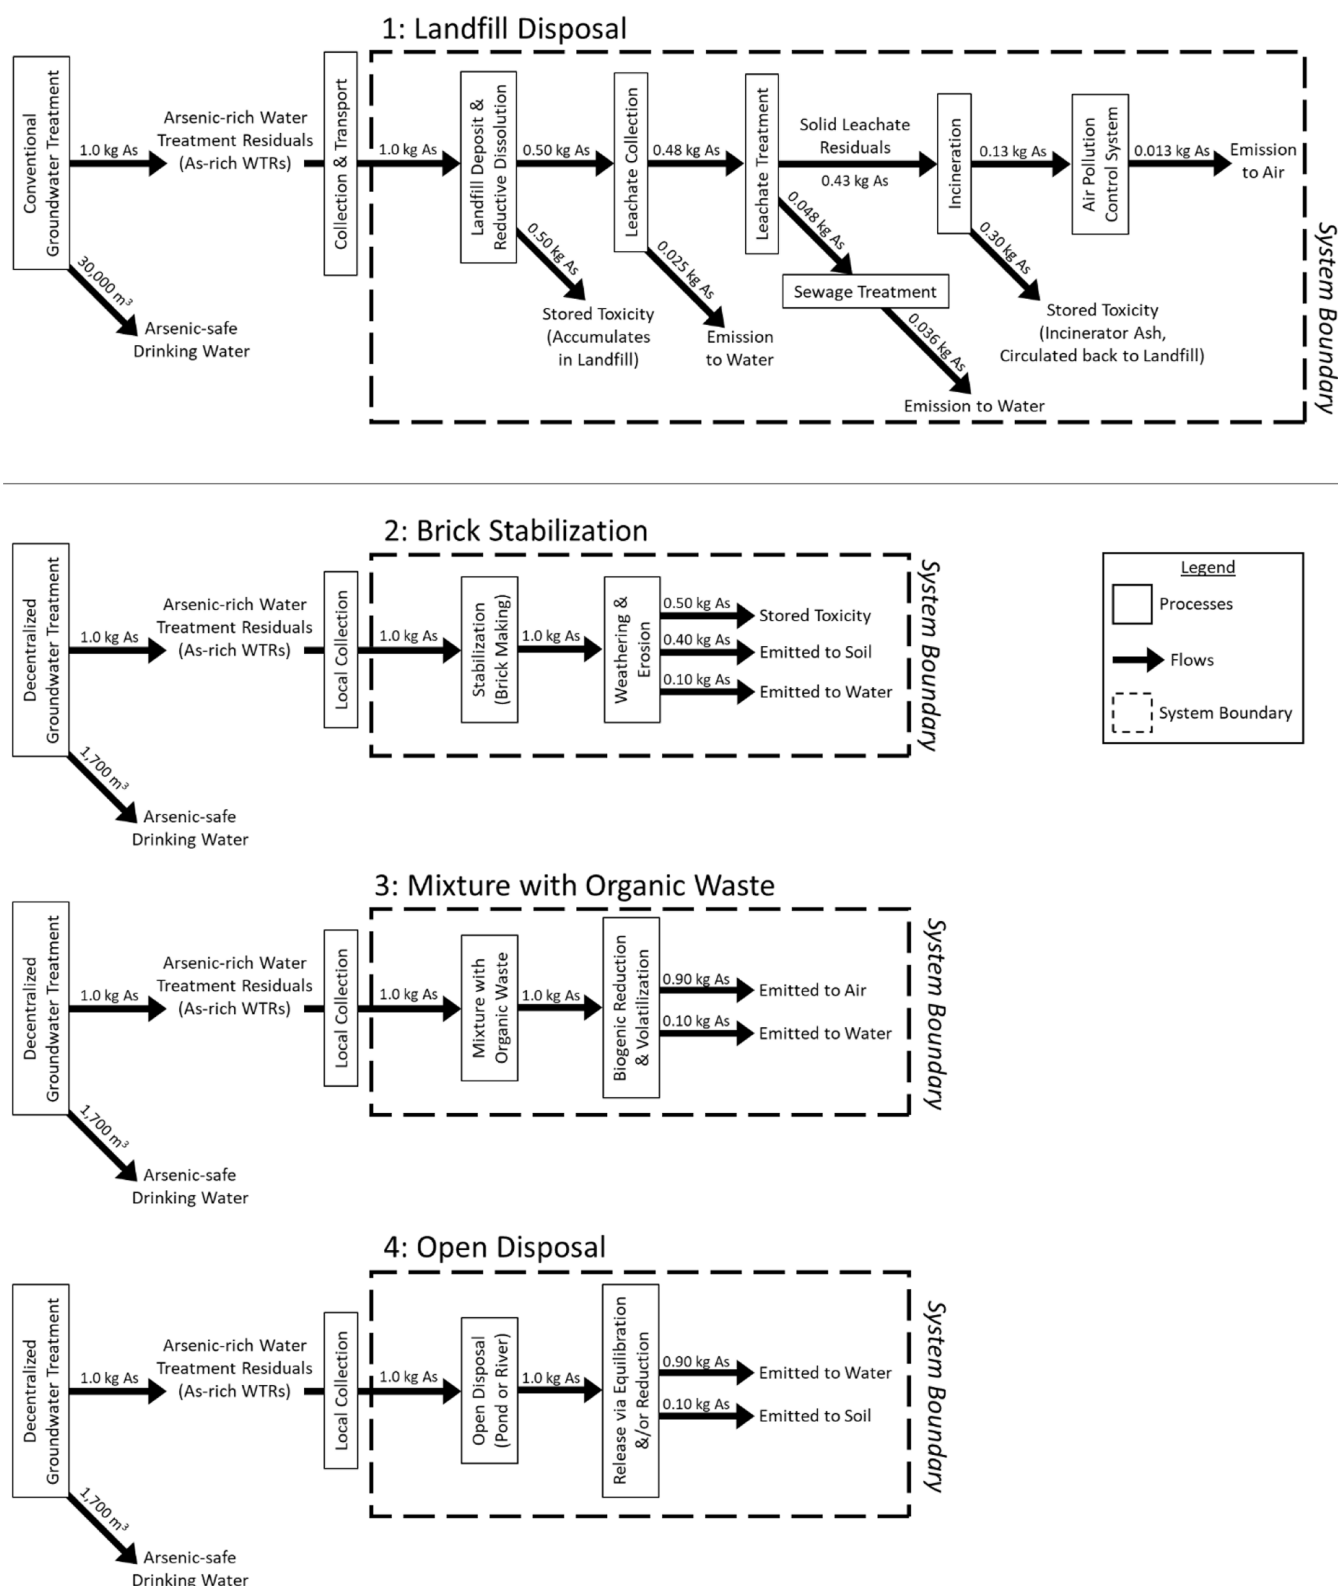 1: Landfill Disposal
Conventional
Groundwater Treatment
1.0 kg As
30,000 m³
Arsenic-safe
Drinking Water
Arsenic-rich Water
Treatment Residuals
(As-rich WTRs)
Collection & Transport
1.0 kg As
Landfill Deposit &
Reductive Dissolution
0.50 kg As
0.50 kg As
Stored Toxicity
(Accumulates
in Landfill)
Leachate Collection
0.48 kg As
0.025 kg As
Emission
to Water
Leachate Treatment
Solid Leachate
Residuals
0.43 kg As
0.048 kg As
Sewage Treatment
0.036 kg As
Emission to Water
Incineration
0.13 kg As
0.30 kg As
Stored Toxicity
(Incinerator Ash,
Circulated back to Landfill)
Air Pollution
Control System
0.013 kg As
Emission
to Air
System Boundary
2: Brick Stabilization
Decentralized
Groundwater Treatment
1.0 kg As
1,700 m³
Arsenic-safe
Drinking Water
Arsenic-rich Water
Treatment Residuals
(As-rich WTRs)
Local Collection
1.0 kg As
Stabilization
(Brick Making)
1.0 kg As
Weathering &
Erosion
0.50 kg As
Stored Toxicity
0.40 kg As
Emitted to Soil
0.10 kg As
Emitted to Water
System Boundary
Legend
Processes
Flows
System Boundary
3: Mixture with Organic Waste
Decentralized
Groundwater Treatment
1.0 kg As
1,700 m³
Arsenic-safe
Drinking Water
Arsenic-rich Water
Treatment Residuals
(As-rich WTRs)
Local Collection
1.0 kg As
Mixture with
Organic Waste
1.0 kg As
Biogenic Reduction
& Volatilization
0.90 kg As
Emitted to Air
0.10 kg As
Emitted to Water
System Boundary
4: Open Disposal
Decentralized
Groundwater Treatment
1.0 kg As
1,700 m³
Arsenic-safe
Drinking Water
Arsenic-rich Water
Treatment Residuals
(As-rich WTRs)
Local Collection
1.0 kg As
Open Disposal
(Pond or River)
1.0 kg As
Release via Equilibration
&/or Reduction
0.90 kg As
Emitted to Water
0.10 kg As
Emitted to Soil
System Boundary